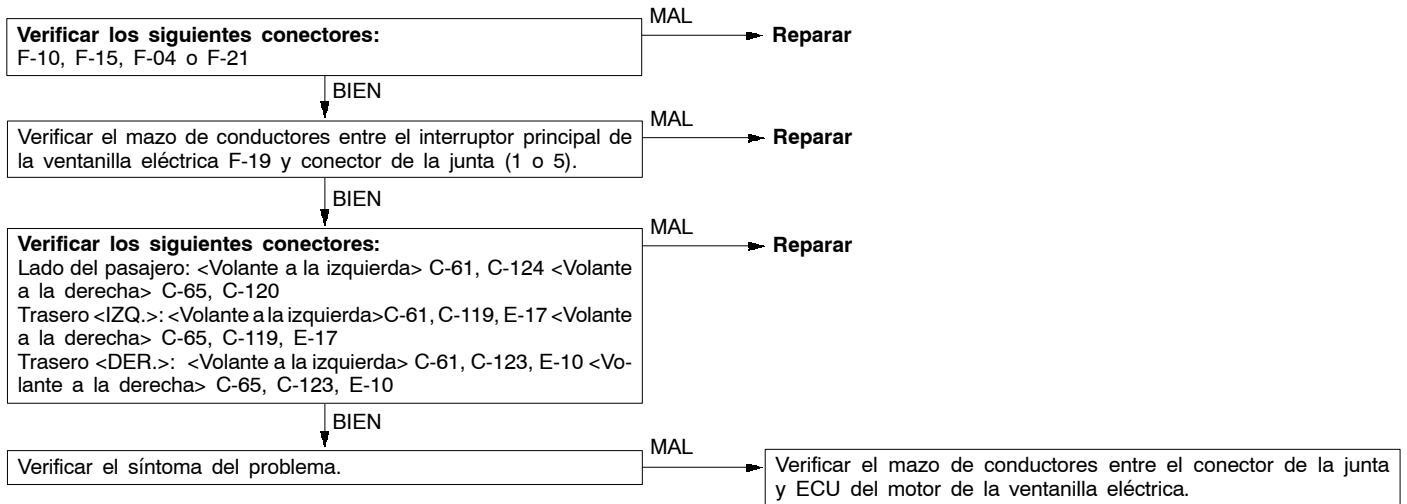 MAL
Verificar los siguientes conectores:
F-10, F-15, F-04 o F-21
Reparar
BIEN
MAL
Verificar el mazo de conductores entre el interruptor principal de
la ventanilla eléctrica F-19 y conector de la junta (1 o 5).
Reparar
BIEN
MAL
Verificar los siguientes conectores:
Reparar
Lado del pasajero: <Volante a la izquierda> C-61, C-124 <Volante
a la derecha> C-65, C-120
Trasero <IZQ.>: <Volante a la izquierda>C-61, C-119, E-17 <Volante
a la derecha> C-65, C-119, E-17
Trasero <DER.>: <Volante a la izquierda> C-61, C-123, E-10 <Vo-
lante a la derecha> C-65, C-123, E-10
BIEN
MAL
Verificar el síntoma del problema.
Verificar el mazo de conductores entre el conector de la junta
y ECU del motor de la ventanilla eléctrica.